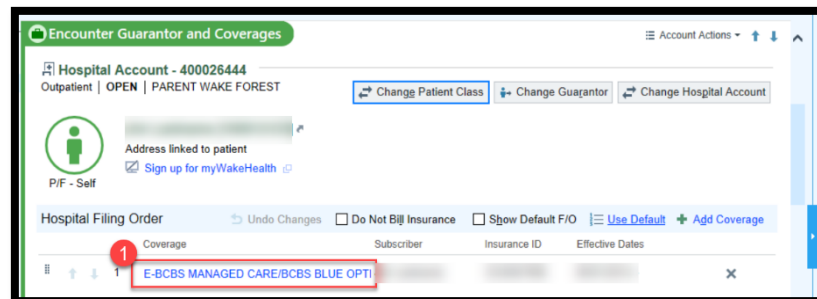 Encounter Guarantor and Coverages
Account Actions
Hospital Account - 400026444
Outpatient | OPEN | PARENT WAKE FOREST
Change Patient Class
Change Guarantor
Change Hospital Account
Address linked to patient
Sign up for myWakeHealth
P/F - Self
Hospital Filing Order
Undo Changes
Do Not Bill Insurance
Show Default F/O
Use Default
Add Coverage
Coverage Subscriber Insurance ID Effective Dates
1
1 E-BCBS MANAGED CARE/BCBS BLUE OPTI